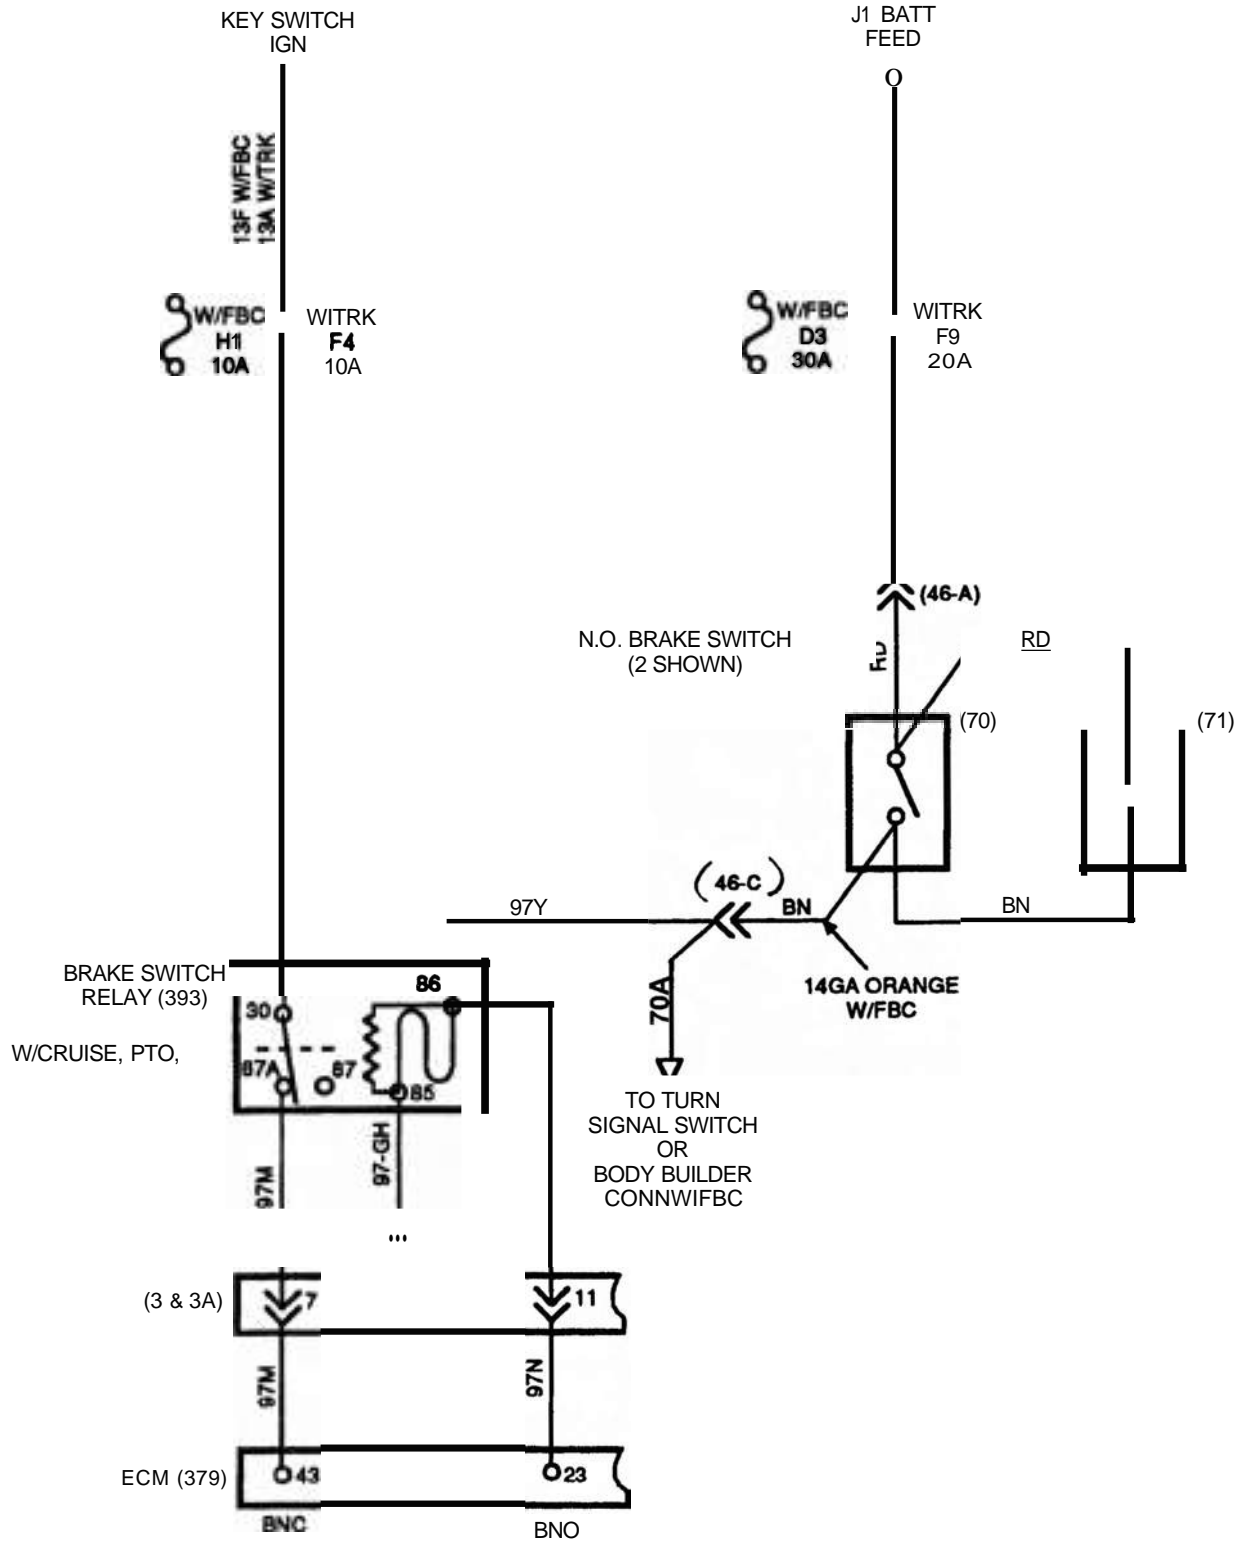 KEY SWITCH
IGN
J1 BATT
FEED
13F W/FBC
13A W/TRK
W/FBC
H1
10A
WITRK
F4
10A
W/FBC
D3
30A
WITRK
F9
20A
(46-A)
N.O. BRAKE SWITCH
(2 SHOWN)
RD
RD
(70)
(71)
(46-C)
97Y
BN
BN
70A
14GA ORANGE
W/FBC
BRAKE SWITCH
RELAY (393)
86
30
W/CRUISE, PTO,
87A
87
85
TO TURN
SIGNAL SWITCH
OR
BODY BUILDER
CONNWIFBC
97M
97-GH
...
(3 & 3A)
7
11
97M
97N
ECM (379)
43
23
BNC
BNO